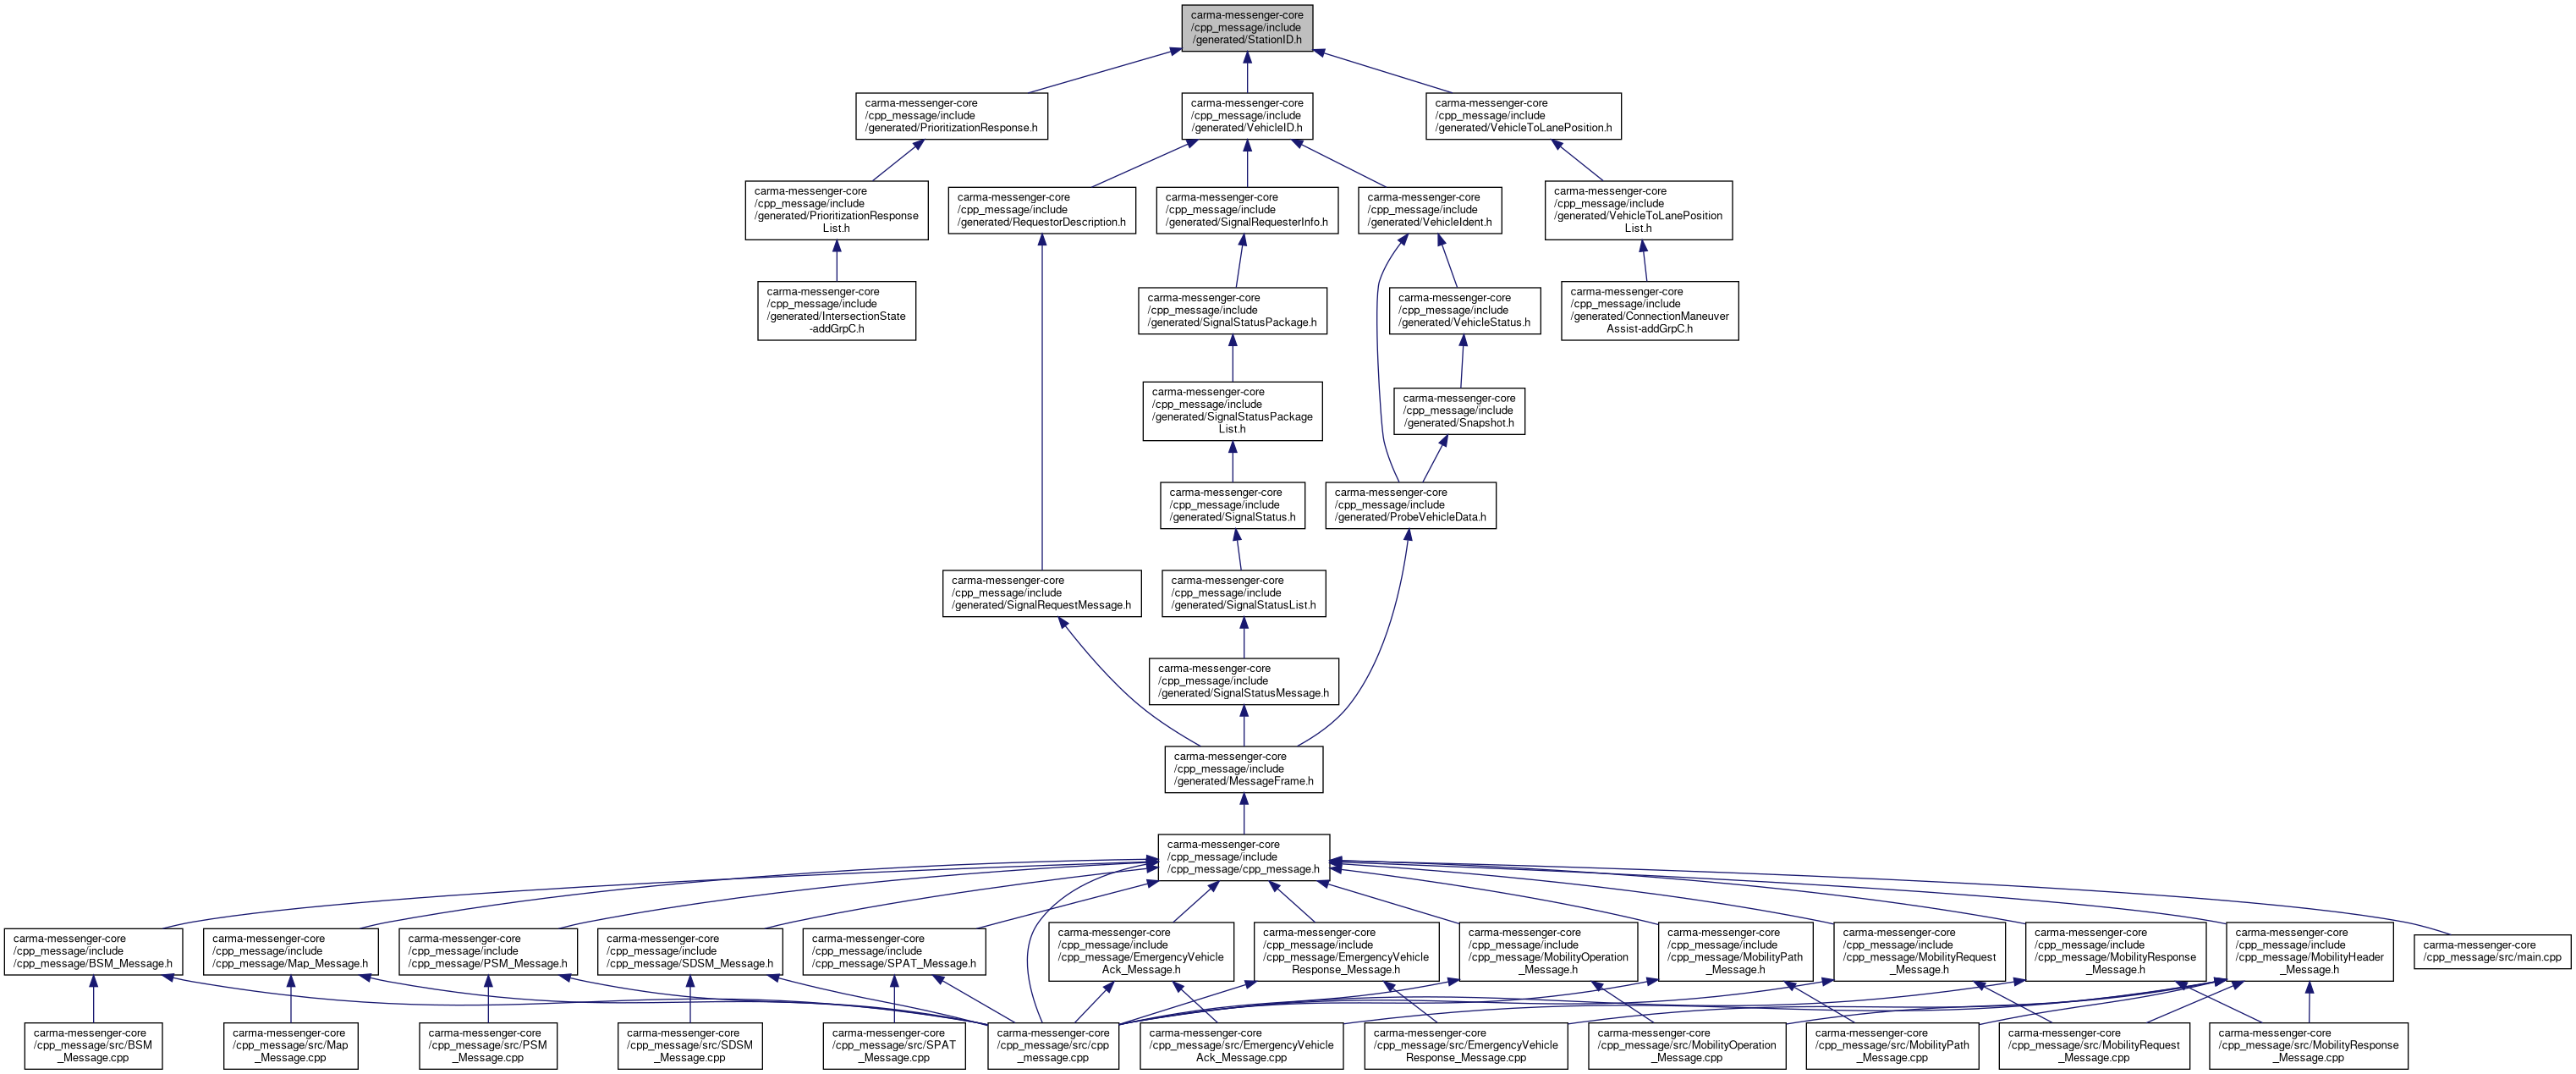 carma-messenger-core
/cpp_message/include
/generated/StationID.h
carma-messenger-core
/cpp_message/include
/generated/PrioritizationResponse.h
carma-messenger-core
/cpp_message/include
/generated/VehicleID.h
carma-messenger-core
/cpp_message/include
/generated/VehicleToLanePosition.h
carma-messenger-core
/cpp_message/include
/generated/PrioritizationResponse
List.h
carma-messenger-core
/cpp_message/include
/generated/RequestorDescription.h
carma-messenger-core
/cpp_message/include
/generated/SignalRequesterInfo.h
carma-messenger-core
/cpp_message/include
/generated/VehicleIdent.h
carma-messenger-core
/cpp_message/include
/generated/VehicleToLanePosition
List.h
carma-messenger-core
/cpp_message/include
/generated/IntersectionState
-addGrpC.h
carma-messenger-core
/cpp_message/include
/generated/SignalStatusPackage.h
carma-messenger-core
/cpp_message/include
/generated/VehicleStatus.h
carma-messenger-core
/cpp_message/include
/generated/ConnectionManeuver
Assist-addGrpC.h
carma-messenger-core
/cpp_message/include
/generated/SignalStatusPackage
List.h
carma-messenger-core
/cpp_message/include
/generated/Snapshot.h
carma-messenger-core
/cpp_message/include
/generated/SignalStatus.h
carma-messenger-core
/cpp_message/include
/generated/ProbeVehicleData.h
carma-messenger-core
/cpp_message/include
/generated/SignalRequestMessage.h
carma-messenger-core
/cpp_message/include
/generated/SignalStatusList.h
carma-messenger-core
/cpp_message/include
/generated/SignalStatusMessage.h
carma-messenger-core
/cpp_message/include
/generated/MessageFrame.h
carma-messenger-core
/cpp_message/include
/cpp_message/cpp_message.h
carma-messenger-core
/cpp_message/include
/cpp_message/BSM_Message.h
carma-messenger-core
/cpp_message/include
/cpp_message/Map_Message.h
carma-messenger-core
/cpp_message/include
/cpp_message/PSM_Message.h
carma-messenger-core
/cpp_message/include
/cpp_message/SDSM_Message.h
carma-messenger-core
/cpp_message/include
/cpp_message/SPAT_Message.h
carma-messenger-core
/cpp_message/include
/cpp_message/EmergencyVehicle
Ack_Message.h
carma-messenger-core
/cpp_message/include
/cpp_message/EmergencyVehicle
Response_Message.h
carma-messenger-core
/cpp_message/include
/cpp_message/MobilityOperation
_Message.h
carma-messenger-core
/cpp_message/include
/cpp_message/MobilityPath
_Message.h
carma-messenger-core
/cpp_message/include
/cpp_message/MobilityRequest
_Message.h
carma-messenger-core
/cpp_message/include
/cpp_message/MobilityResponse
_Message.h
carma-messenger-core
/cpp_message/include
/cpp_message/MobilityHeader
_Message.h
carma-messenger-core
/cpp_message/src/main.cpp
carma-messenger-core
/cpp_message/src/BSM
_Message.cpp
carma-messenger-core
/cpp_message/src/Map
_Message.cpp
carma-messenger-core
/cpp_message/src/PSM
_Message.cpp
carma-messenger-core
/cpp_message/src/SDSM
_Message.cpp
carma-messenger-core
/cpp_message/src/SPAT
_Message.cpp
carma-messenger-core
/cpp_message/src/cpp
_message.cpp
carma-messenger-core
/cpp_message/src/EmergencyVehicle
Ack_Message.cpp
carma-messenger-core
/cpp_message/src/EmergencyVehicle
Response_Message.cpp
carma-messenger-core
/cpp_message/src/MobilityOperation
_Message.cpp
carma-messenger-core
/cpp_message/src/MobilityPath
_Message.cpp
carma-messenger-core
/cpp_message/src/MobilityRequest
_Message.cpp
carma-messenger-core
/cpp_message/src/MobilityResponse
_Message.cpp